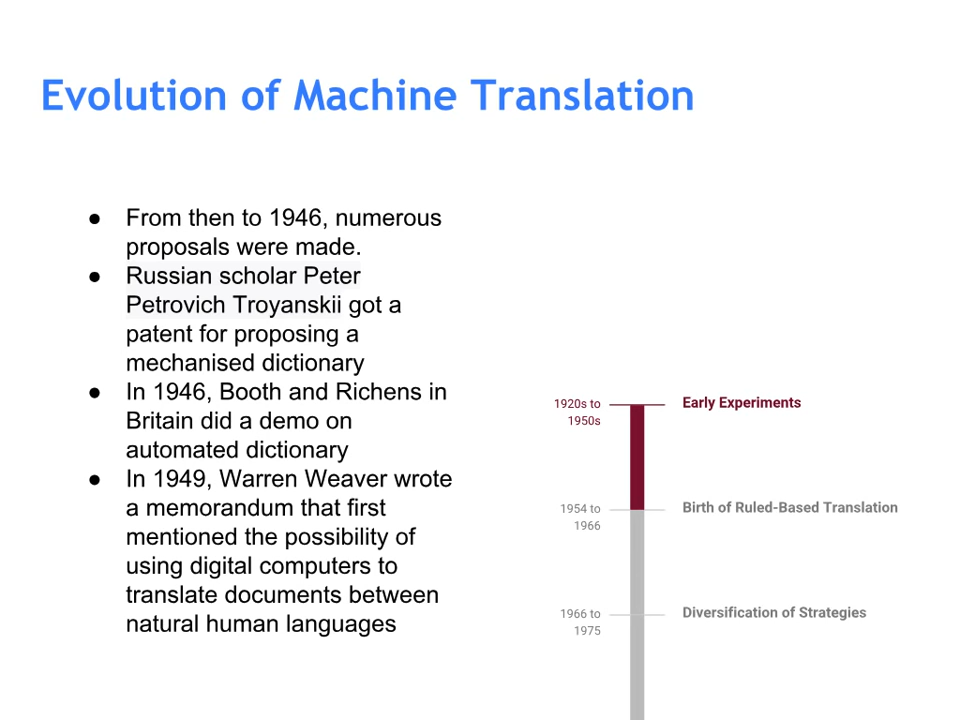 Evolution of Machine Translation
● From then to 1946, numerous
proposals were made.
● Russian scholar Peter
Petrovich Troyanskii got a
patent for proposing a
mechanised dictionary
● In 1946, Booth and Richens in
Britain did a demo on
automated dictionary
● In 1949, Warren Weaver wrote
a memorandum that first
mentioned the possibility of
using digital computers to
translate documents between
natural human languages
1920s to
1950s
Early Experiments
1954 to
1966
Birth of Ruled-Based Translation
1966 to
1975
Diversification of Strategies